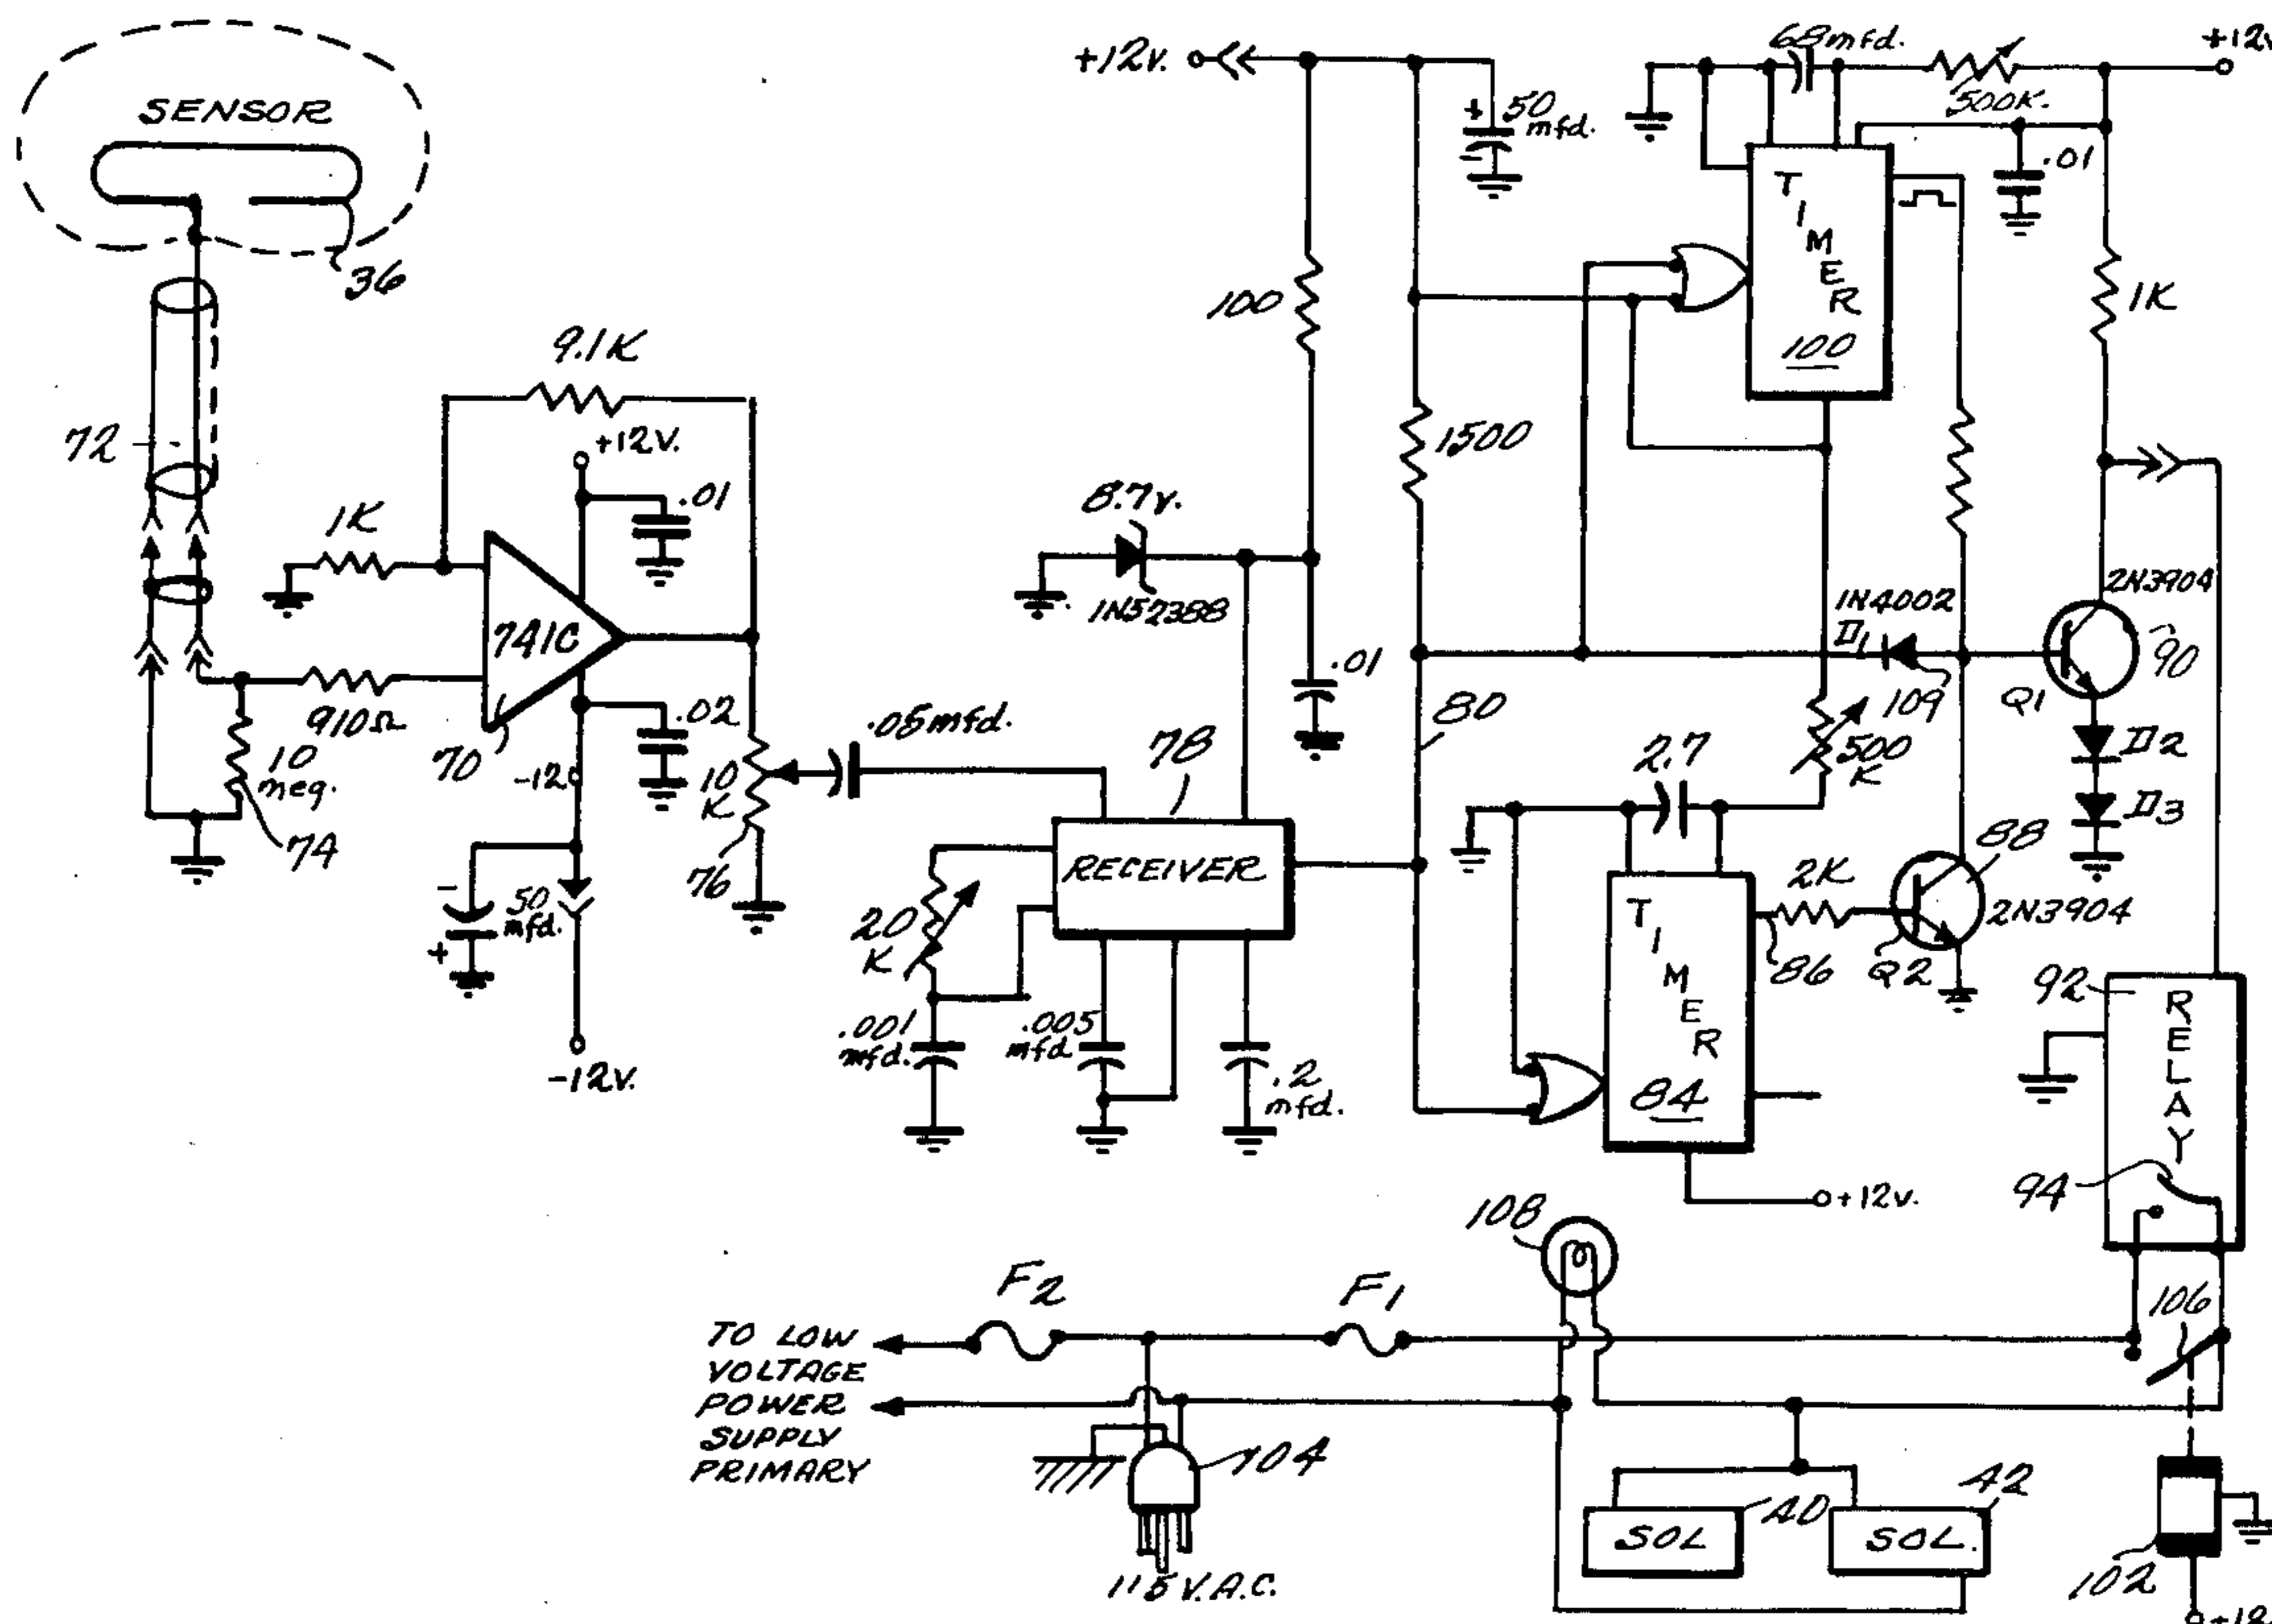 SENSOR
36
72
9.1K
+12V.
.01
1K
741C
70
910Ω
10
meg.
74
.02
-12
50
mfd.
-
+
-12V.
10
K
76
.05mfd.
+12V.
100
+
50
mfd.
-
8.7V.
1N5238B
.01
1500
80
78
RECEIVER
20
K
.001
mfd.
.005
mfd
.2
mfd.
68mfd.
500K.
+12V
.01
TIMER
100
1K
1N4002
D1
109
2N3904
90
Q1
D2
D3
500
K
2.7
TIMER
84
2K
86
88
2N3904
Q2
+12V.
92
RELAY
94
106
108
F2
F1
TO LOW
VOLTAGE
POWER
SUPPLY
PRIMARY
104
115 V.A.C.
SOL
40
SOL.
42
102